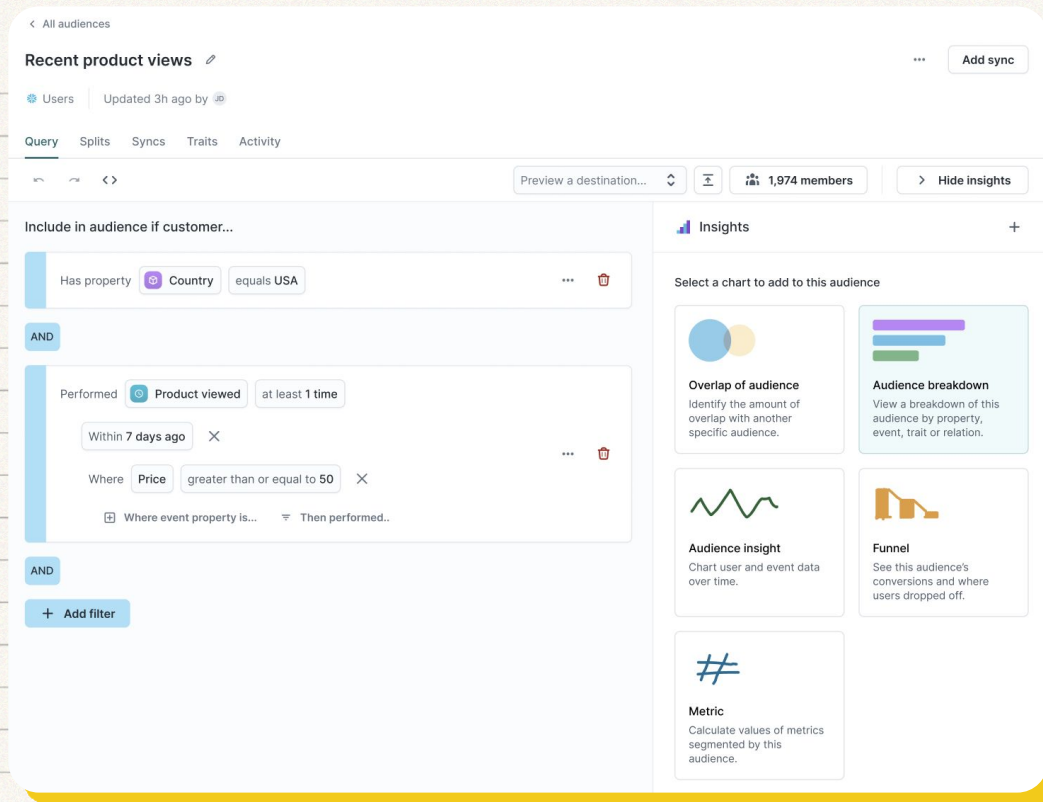 All audiences
Recent product views
Add sync
Users
Updated 3h ago by JD
Query Splits Syncs Traits Activity
Preview a destination...
1,974 members
Hide insights
Include in audience if customer...
Has property Country equals USA
AND
Performed Product viewed at least 1 time
Within 7 days ago
Where Price greater than or equal to 50
Where event property is... Then performed..
AND
+ Add filter
Insights
Select a chart to add to this audience
Overlap of audience
Identify the amount of
overlap with another
specific audience.
Audience breakdown
View a breakdown of this
audience by property,
event, trait or relation.
Audience insight
Chart user and event data
over time.
Funnel
See this audience's
conversions and where
users dropped off.
Metric
Calculate values of metrics
segmented by this
audience.